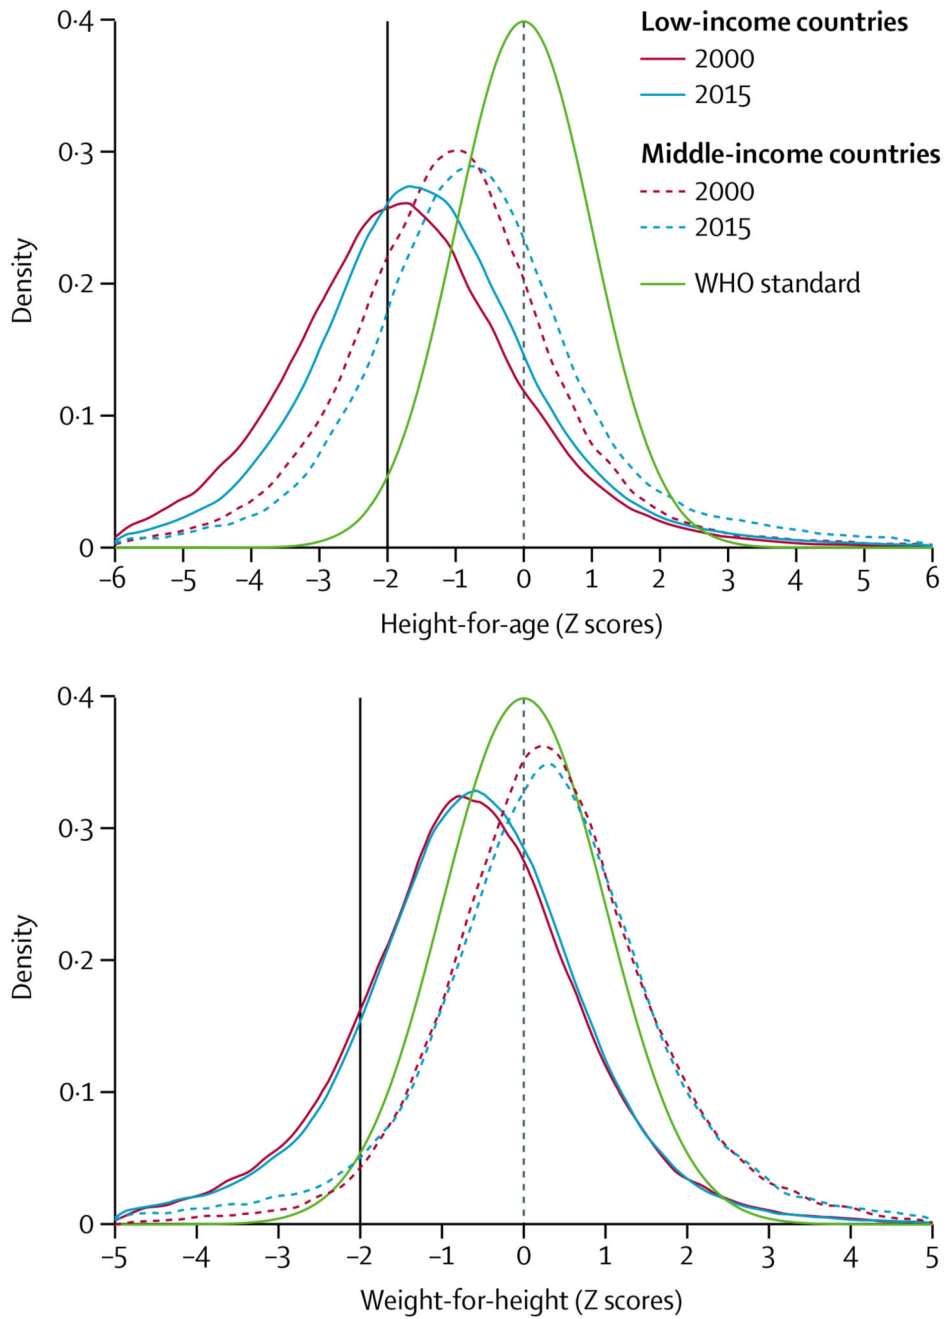 0·4
0·3
0·2
0·1
0
Density
–6 –5 –4 –3 –2 –1 0 1 2 3 4 5 6
Height-for-age (Z scores)
Low-income countries
2000
2015
Middle-income countries
2000
2015
WHO standard
0·4
0·3
0·2
0·1
0
Density
–5 –4 –3 –2 –1 0 1 2 3 4 5
Weight-for-height (Z scores)